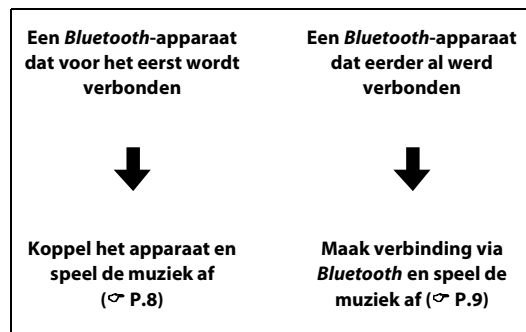 Een Bluetooth-apparaat
dat voor het eerst wordt
verbonden
Koppel het apparaat en
speel de muziek af
(☞ P.8)
Een Bluetooth-apparaat
dat eerder al werd
verbonden
Maak verbinding via
Bluetooth en speel de
muziek af (☞ P.9)